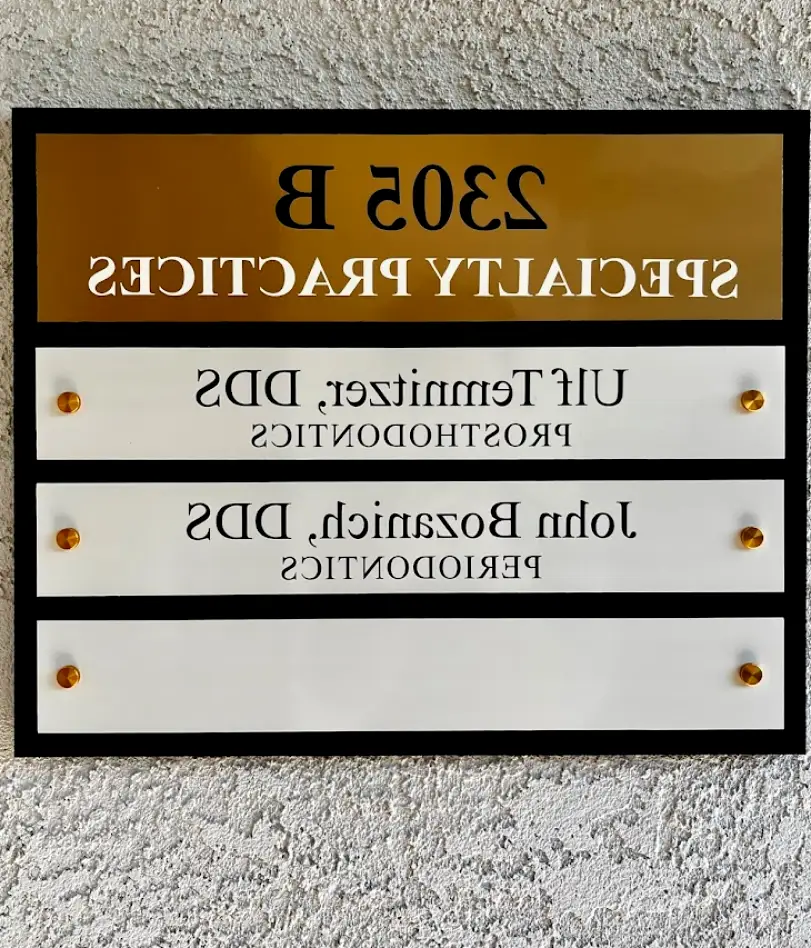 2305 B
SPECIALTY PRACTICES
Ulf Temnitzer, DDS
PROSTHODONTICS
John Bozanich, DDS
PERIODONTICS